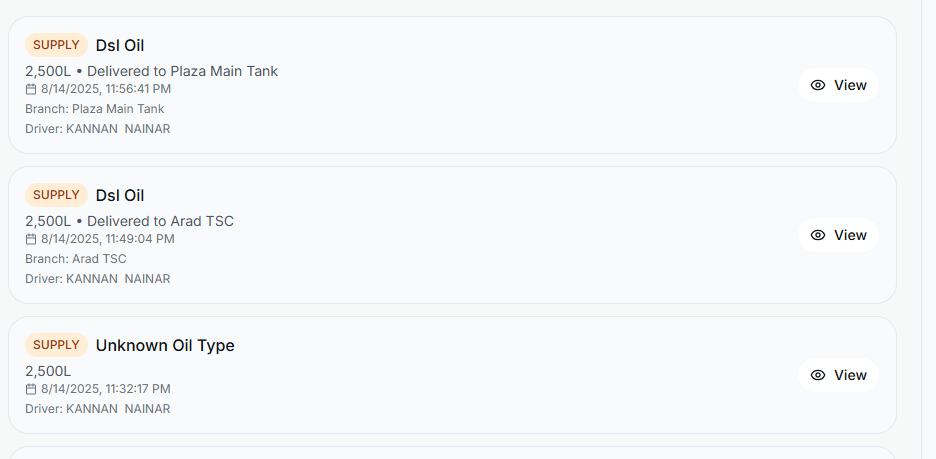 SUPPLY Dsl Oil
2,500L • Delivered to Plaza Main Tank
8/14/2025, 11:56:41 PM
Branch: Plaza Main Tank
Driver: KANNAN  NAINAR
View
SUPPLY Dsl Oil
2,500L • Delivered to Arad TSC
8/14/2025, 11:49:04 PM
Branch: Arad TSC
Driver: KANNAN  NAINAR
View
SUPPLY Unknown Oil Type
2,500L
8/14/2025, 11:32:17 PM
Driver: KANNAN  NAINAR
View